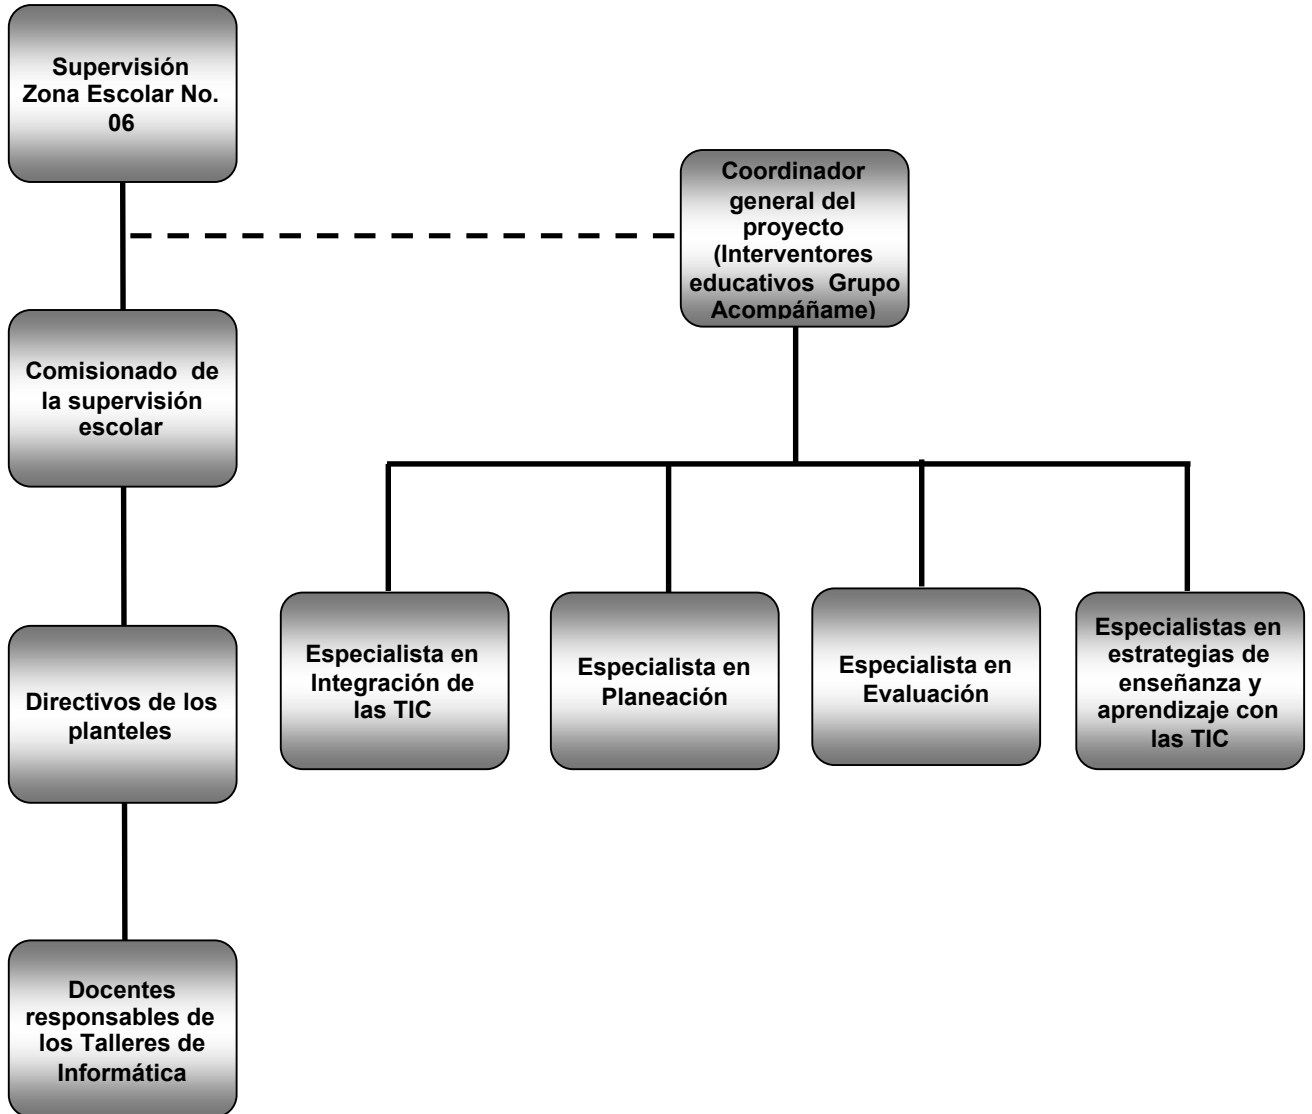 Supervisión
Zona Escolar No.
06
Coordinador
general del
proyecto
(Interventores
educativos Grupo
Acompáñame)
Comisionado de
la supervisión
escolar
Directivos de los
planteles
Especialista en
Integración de
las TIC
Especialista en
Planeación
Especialista en
Evaluación
Especialistas en
estrategias de
enseñanza y
aprendizaje con
las TIC
Docentes
responsables de
los Talleres de
Informática